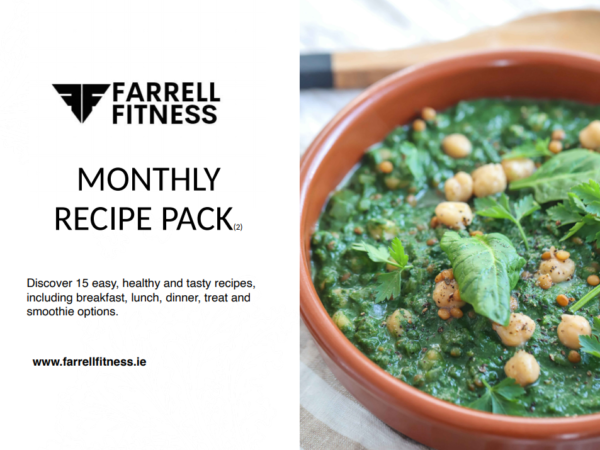 FARRELL
FITNESS
MONTHLY
RECIPE PACK(2)
Discover 15 easy, healthy and tasty recipes,
including breakfast, lunch, dinner, treat and
smoothie options.
www.farrellfitness.ie